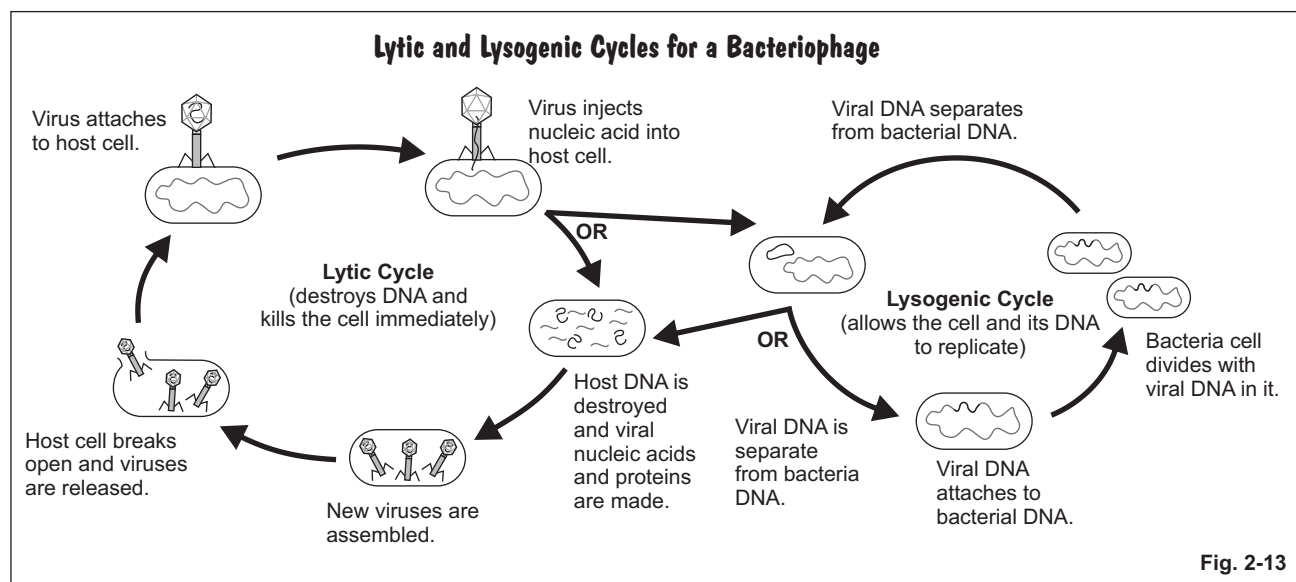 Lytic and Lysogenic Cycles for a Bacteriophage
Virus attaches
to host cell.
Virus injects
nucleic acid into
host cell.
Viral DNA separates
from bacterial DNA.
OR
Lytic Cycle
(destroys DNA and
kills the cell immediately)
Lysogenic Cycle
(allows the cell and its DNA
to replicate)
OR
Bacteria cell
divides with
viral DNA in it.
Host DNA is
destroyed
and viral
nucleic acids
and proteins
are made.
Viral DNA is
separate
from bacteria
DNA.
Viral DNA
attaches to
bacterial DNA.
Host cell breaks
open and viruses
are released.
New viruses are
assembled.
Fig. 2-13